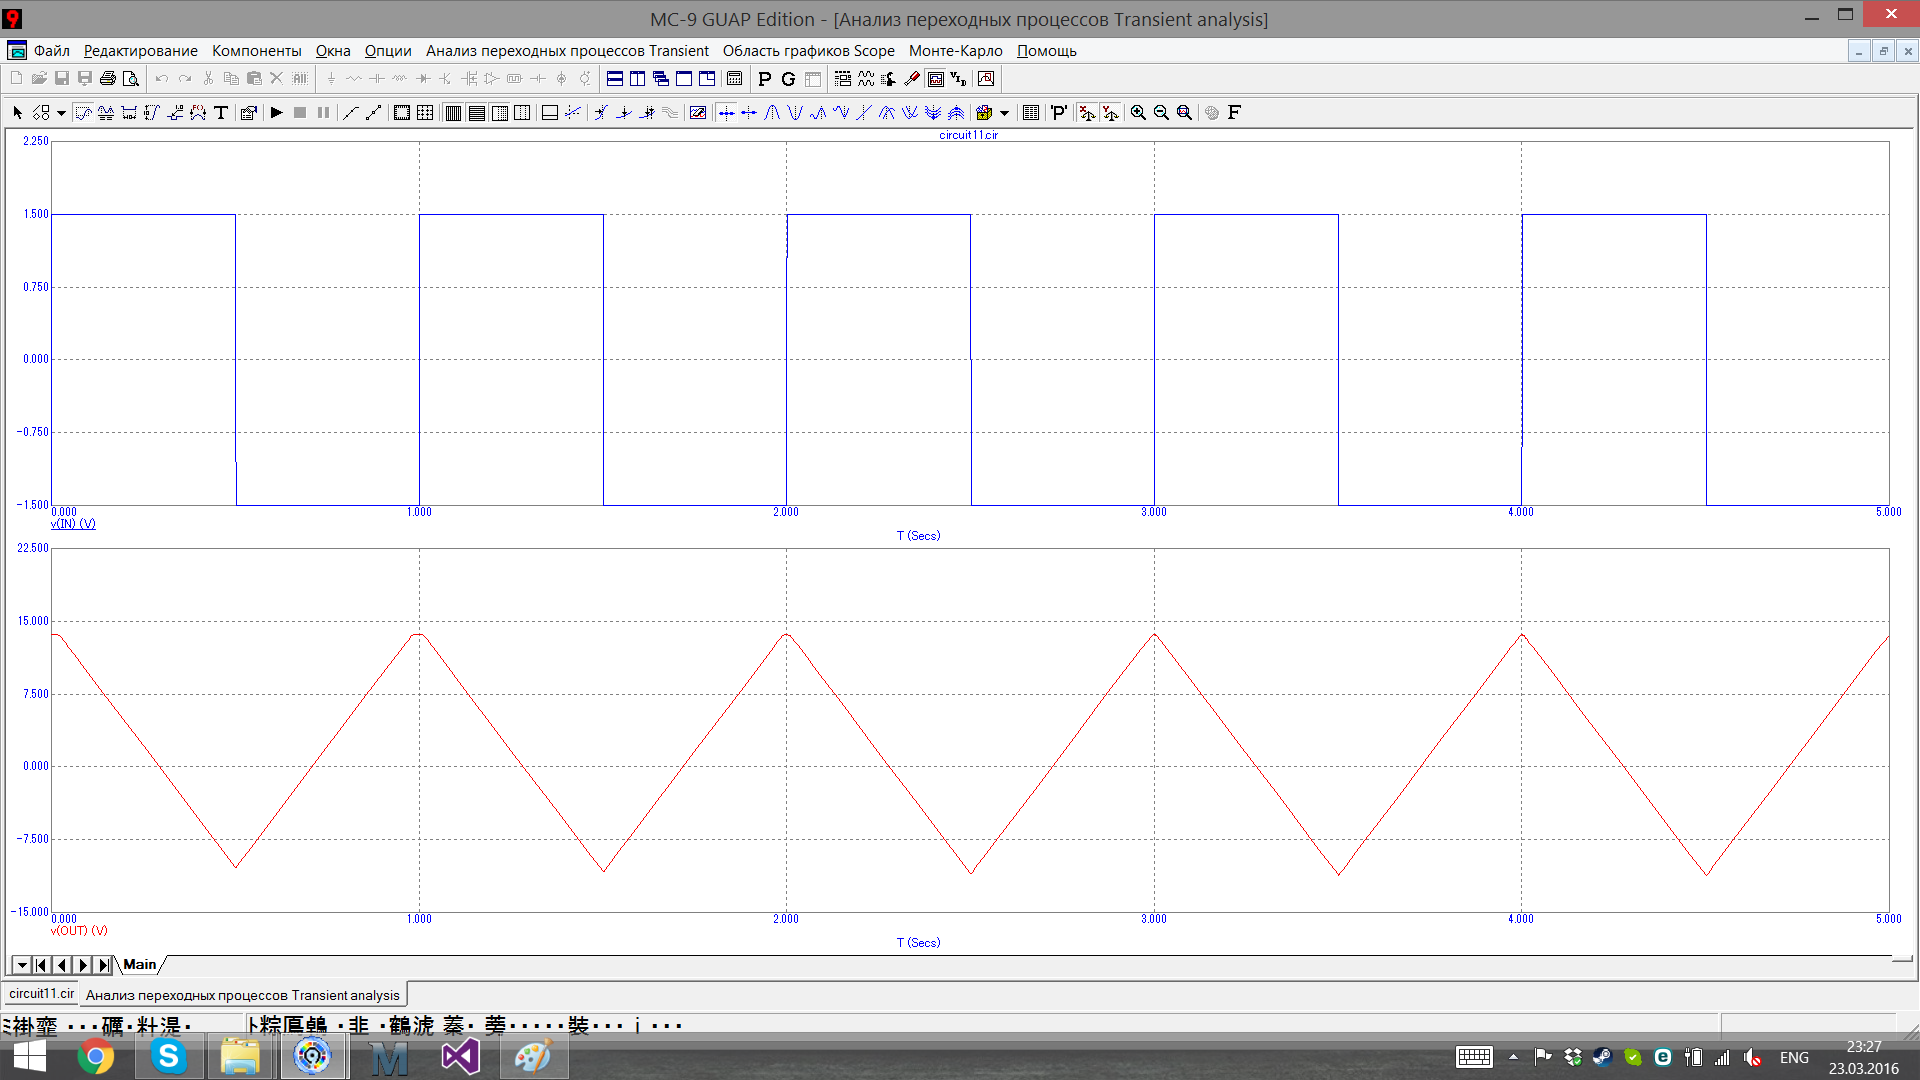 MC-9 GUAP Edition - [Анализ переходных процессов Transient analysis]
Файл Редактирование Компоненты Окна Опции Анализ переходных процессов Transient Область графиков Scope Монте-Карло Помощь
P G
T 'P' F
circuit11.cir
2.250
1.500
0.750
0.000
-0.750
-1.500
0.000 1.000 2.000 3.000 4.000 5.000
v(IN) (V)
T (Secs)
22.500
15.000
7.500
0.000
-7.500
-15.000
0.000 1.000 2.000 3.000 4.000 5.000
v(OUT) (V)
T (Secs)
Main
circuit11.cir Анализ переходных процессов Transient analysis
ENG
23:27
23.03.2016